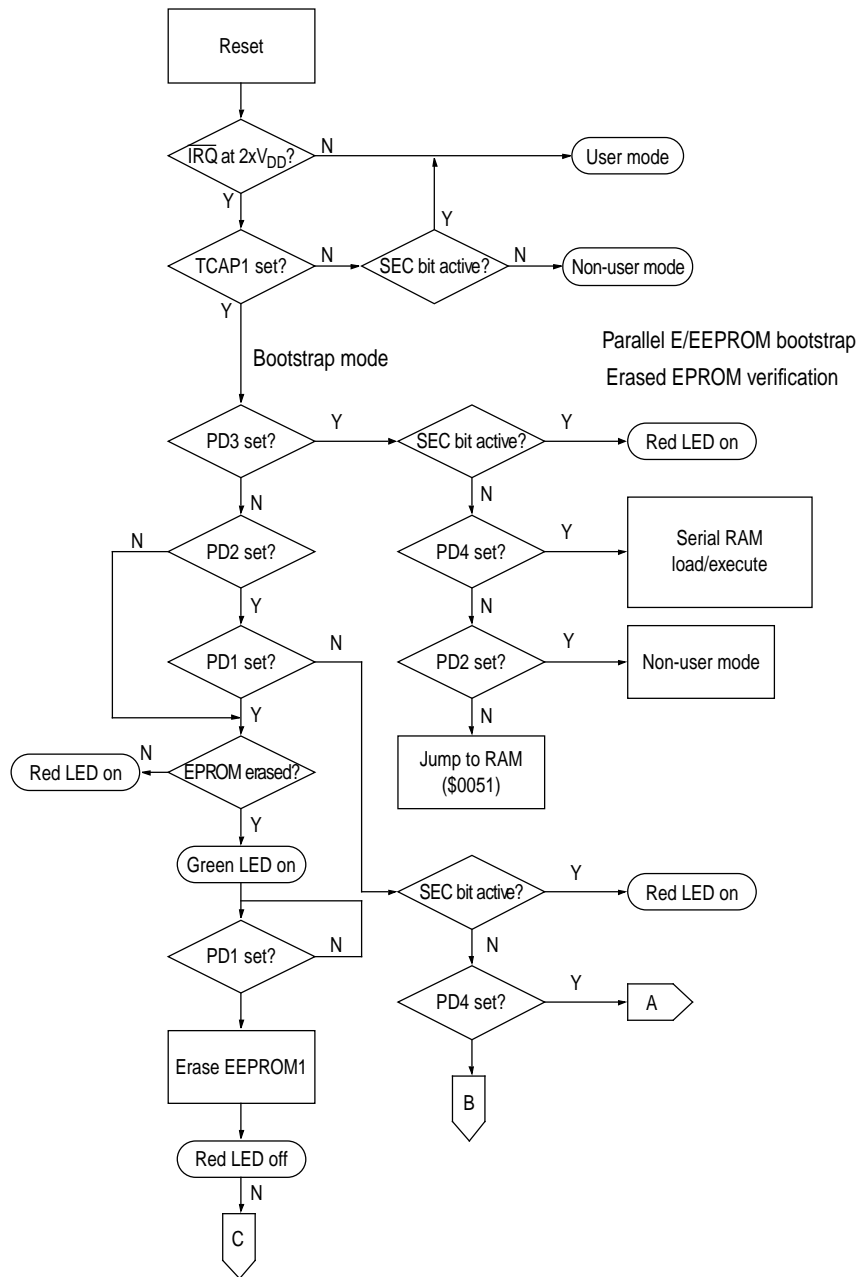 Reset
IRQ at 2xVDD?
N
User mode
Y
Y
TCAP1 set?
N
SEC bit active?
N
Non-user mode
Y
Bootstrap mode
Parallel E/EEPROM bootstrap
Erased EPROM verification
PD3 set?
Y
SEC bit active?
Y
Red LED on
N
N
N
PD2 set?
PD4 set?
Y
Serial RAM
load/execute
Y
N
PD1 set?
N
PD2 set?
Y
Non-user mode
Y
N
Red LED on
N
EPROM erased?
Jump to RAM
($0051)
Y
Green LED on
SEC bit active?
Y
Red LED on
PD1 set?
N
N
PD4 set?
Y
A
Erase EEPROM1
B
Red LED off
N
C